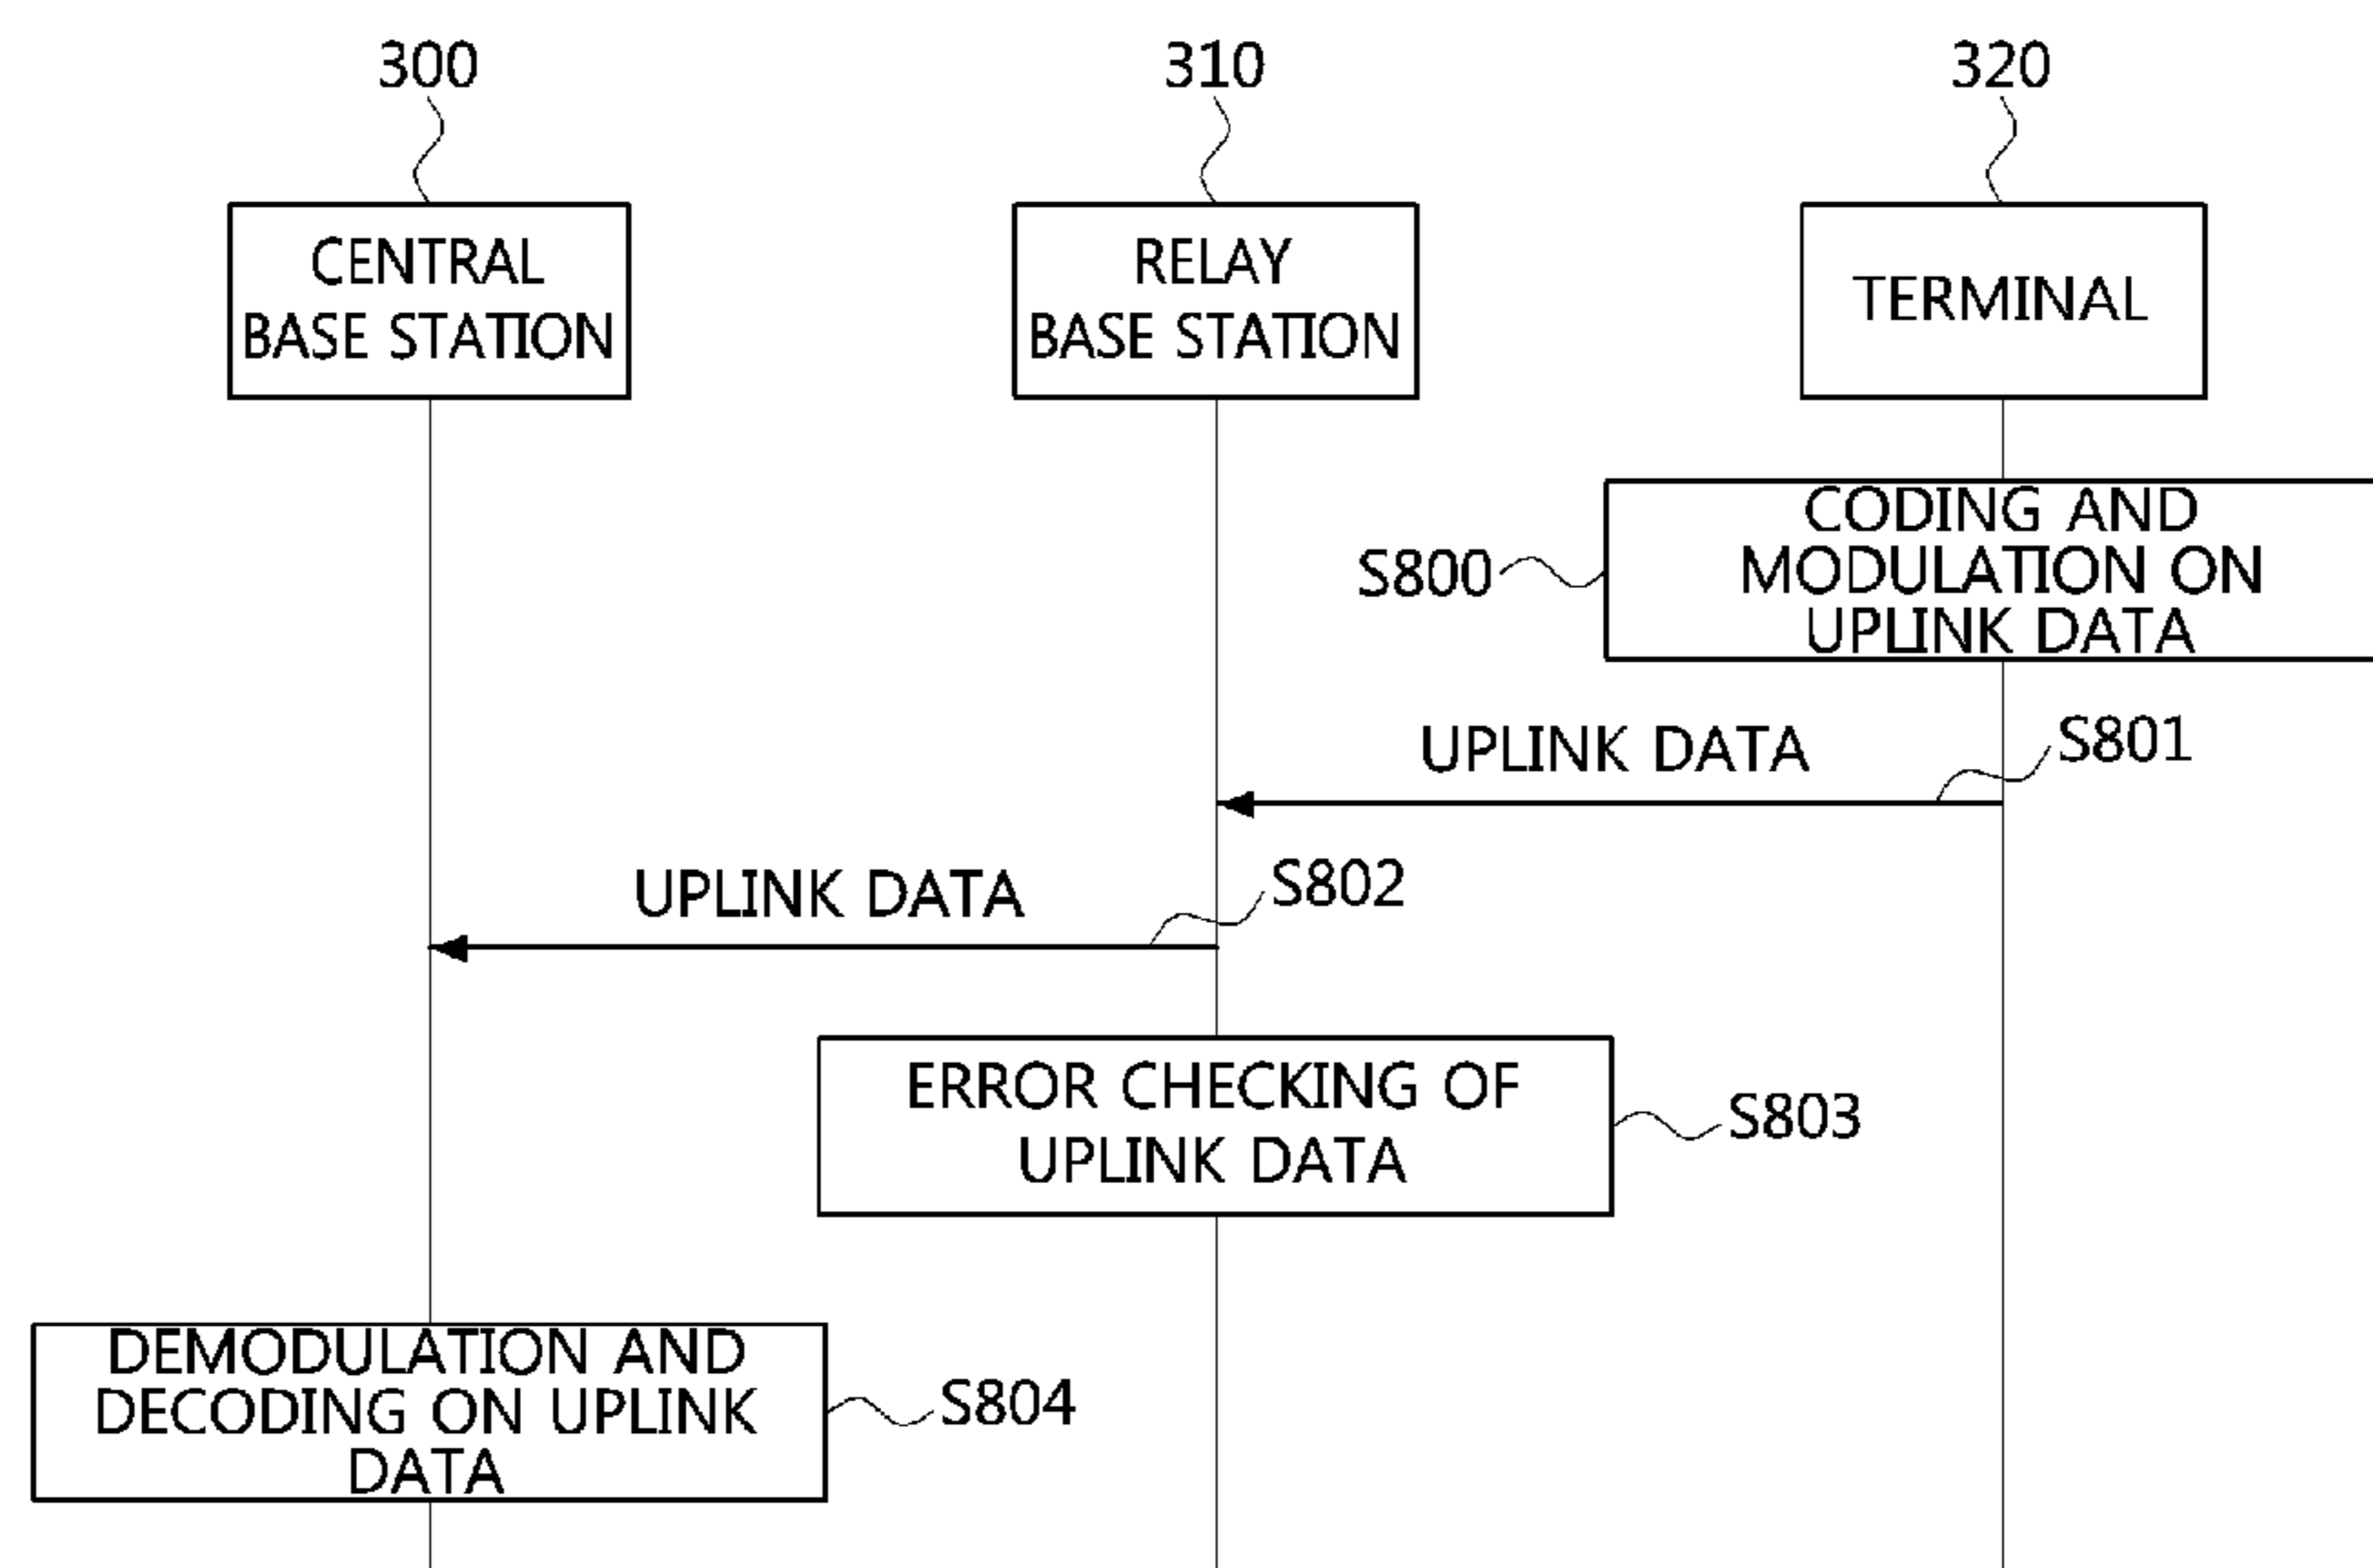 300
310
320
CENTRAL
BASE STATION
RELAY
BASE STATION
TERMINAL
S800
CODING AND
MODULATION ON
UPLINK DATA
UPLINK DATA
S801
UPLINK DATA
S802
ERROR CHECKING OF
UPLINK DATA
S803
DEMODULATION AND
DECODING ON UPLINK
DATA
S804